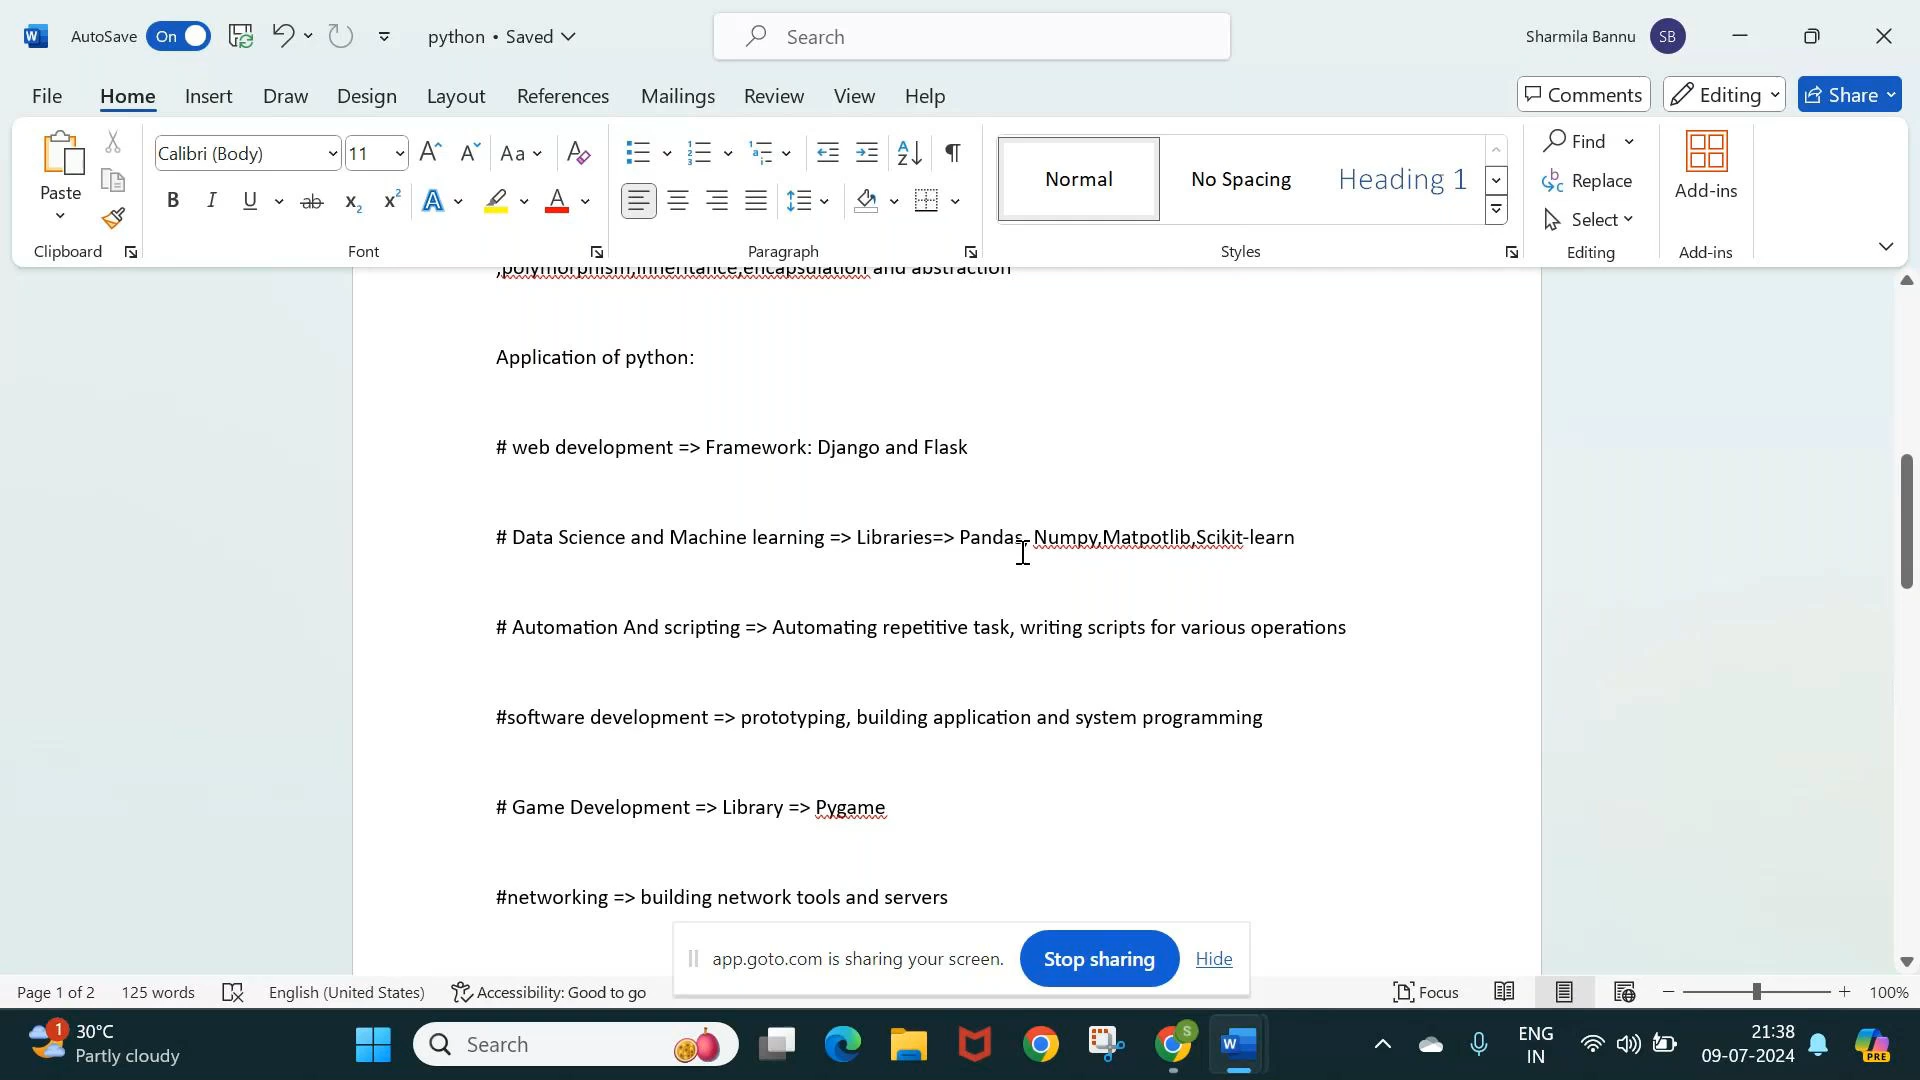 AutoSave On python • Saved Search Sharmila Bannu SB
File Home Insert Draw Design Layout References Mailings Review View Help Comments Editing Share
Calibri (Body) 11 Aa Normal No Spacing Heading 1 Find
Paste Replace Add-ins
B I U ab x₂ x² A A Select
Clipboard Font Paragraph Styles Editing Add-ins
,polymorphism,inheritance,encapsulation and abstraction
Application of python:
# web development => Framework: Django and Flask
# Data Science and Machine learning => Libraries=> Pandas, Numpy,Matpotlib,Scikit-learn
# Automation And scripting => Automating repetitive task, writing scripts for various operations
#software development => prototyping, building application and system programming
# Game Development => Library => Pygame
#networking => building network tools and servers
app.goto.com is sharing your screen. Stop sharing Hide
Page 1 of 2 125 words English (United States) Accessibility: Good to go Focus 100%
1 30°C
Partly cloudy
Search
S
W
ENG
IN
21:38
09-07-2024
PRE